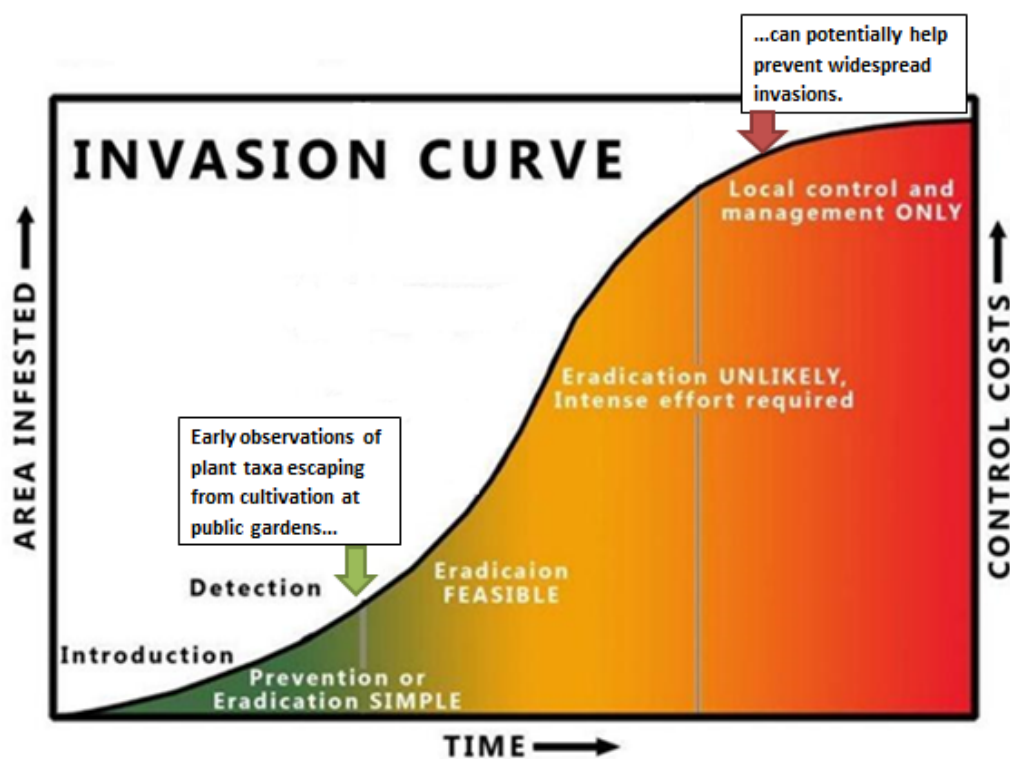 ...can potentially help
prevent widespread
invasions.
INVASION CURVE
Local control and
management ONLY
AREA INFESTED
CONTROL COSTS
Eradication UNLIKELY,
Intense effort required
Early observations of
plant taxa escaping
from cultivation at
public gardens...
Detection
Eradicaion
FEASIBLE
Introduction
Prevention or
Eradication SIMPLE
TIME